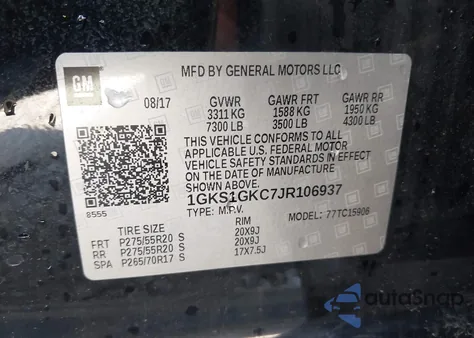 GM
MFD BY GENERAL MOTORS LLC
08/17 GVWR GAWR FRT GAWR RR
3311 KG 1588 KG 1950 KG
7300 LB 3500 LB 4300 LB
THIS VEHICLE CONFORMS TO ALL
APPLICABLE U.S. FEDERAL MOTOR
VEHICLE SAFETY STANDARDS IN EFFECT
ON THE DATE OF MANUFACTURE
SHOWN ABOVE.
8555 1GKS1GKC7JR106937
TYPE: M.P.V. MODEL: 77TC15906
TIRE SIZE RIM
FRT P275/55R20 S 20X9J
RR P275/55R20 S 20X9J
SPA P265/70R17 S 17X7.5J
autoSnap